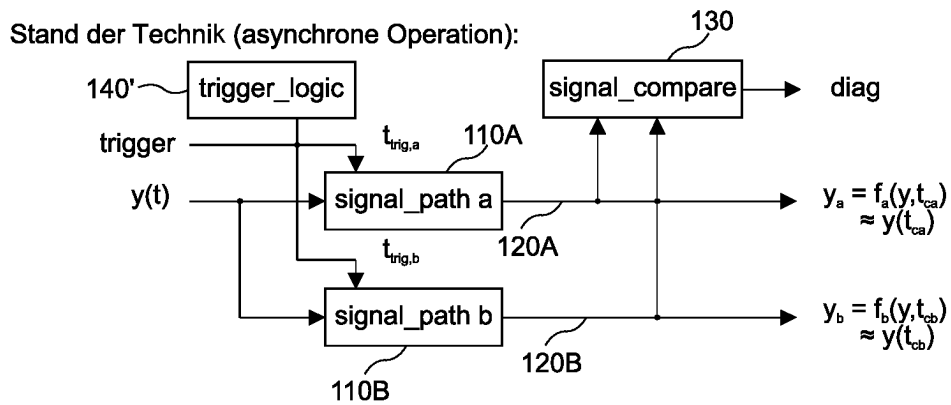 Stand der Technik (asynchrone Operation):
130
140'
trigger_logic
signal_compare
diag
trigger
t_trig,a
110A
y(t)
signal_path a
y_a = f_a(y,t_ca)
≈ y(t_ca)
120A
t_trig,b
signal_path b
y_b = f_b(y,t_cb)
≈ y(t_cb)
120B
110B